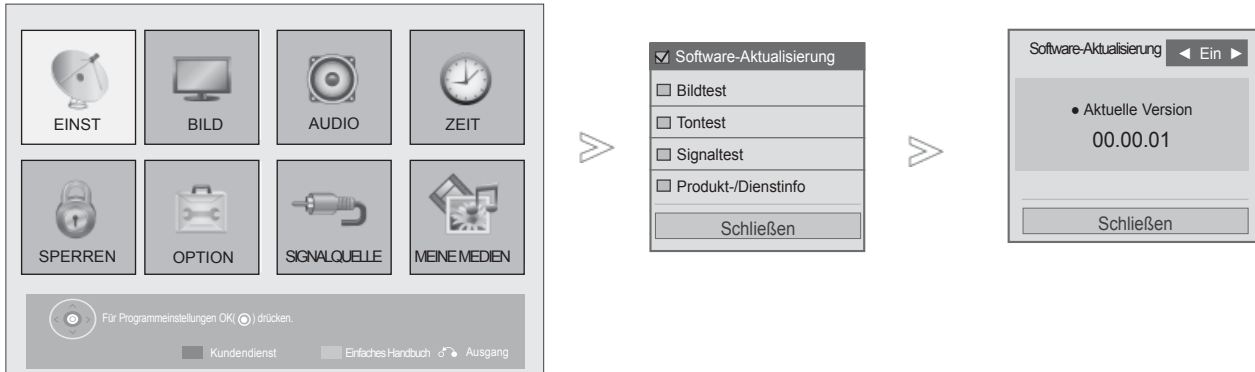 EINST
BILD
AUDIO
ZEIT
SPERREN
OPTION
SIGNALQUELLE
MEINE MEDIEN
Für Programmeinstellungen OK( ) drücken.
Kundendienst
Einfaches Handbuch
Ausgang
Software-Aktualisierung
Bildtest
Tontest
Signaltest
Produkt-/Dienstinfo
Schließen
Software-Aktualisierung ◄ Ein ►
● Aktuelle Version
00.00.01
Schließen